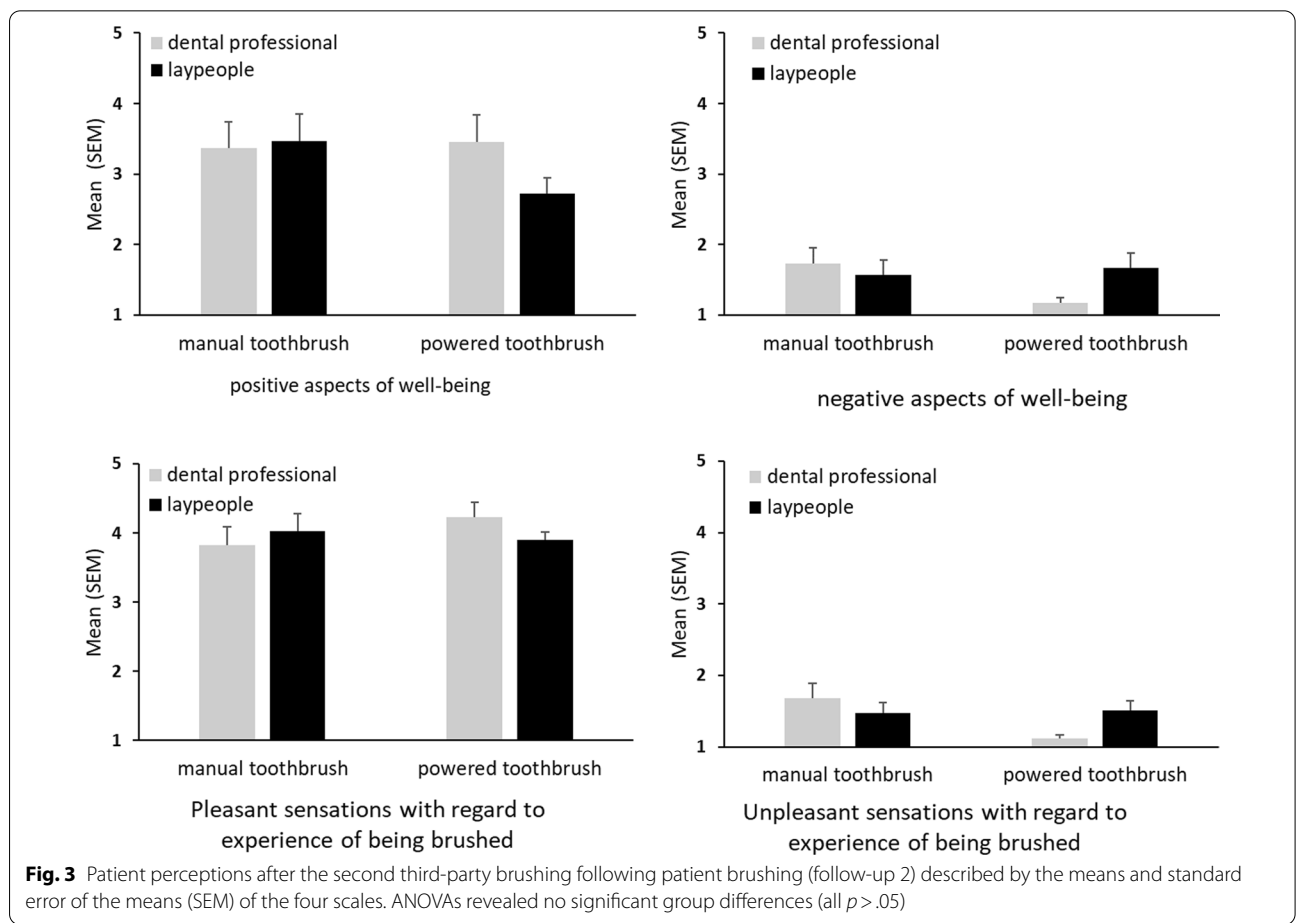 5
dental professional
laypeople
4
3
2
1
Mean (SEM)
manual toothbrush powered toothbrush
positive aspects of well-being
5
dental professional
laypeople
4
3
2
1
Mean (SEM)
manual toothbrush powered toothbrush
negative aspects of well-being
5
dental professional
laypeople
4
3
2
1
Mean (SEM)
manual toothbrush powered toothbrush
Pleasant sensations with regard to
experience of being brushed
5
dental professional
laypeople
4
3
2
1
Mean (SEM)
manual toothbrush powered toothbrush
Unpleasant sensations with regard to
experience of being brushed
Fig. 3 Patient perceptions after the second third-party brushing following patient brushing (follow-up 2) described by the means and standard
error of the means (SEM) of the four scales. ANOVAs revealed no significant group differences (all p > .05)